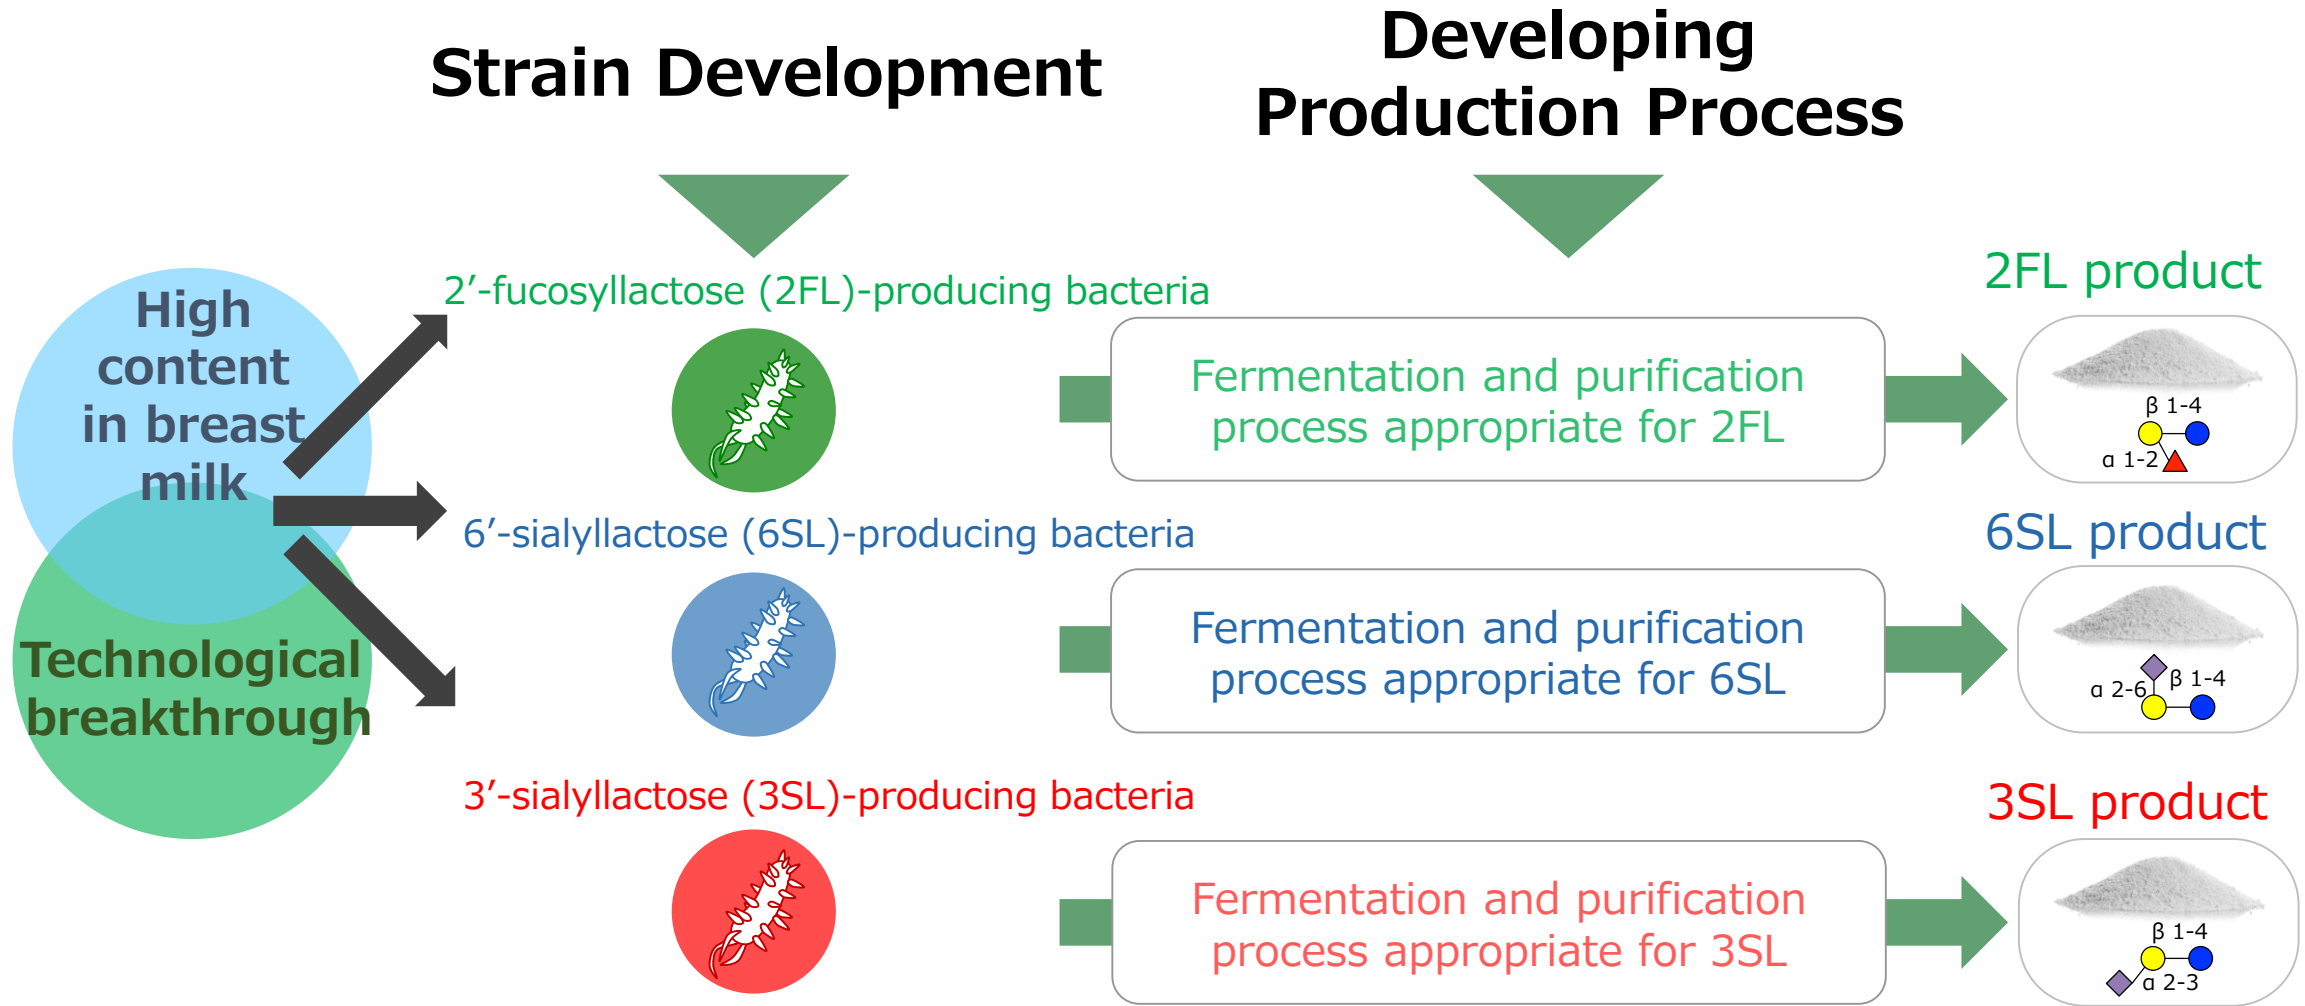 Strain Development
Developing
Production Process
High
content
in breast
milk
Technological
breakthrough
2′-fucosyllactose (2FL)-producing bacteria
Fermentation and purification
process appropriate for 2FL
2FL product
β 1-4
α 1-2
6′-sialyllactose (6SL)-producing bacteria
Fermentation and purification
process appropriate for 6SL
6SL product
α 2-6
β 1-4
3′-sialyllactose (3SL)-producing bacteria
Fermentation and purification
process appropriate for 3SL
3SL product
β 1-4
α 2-3